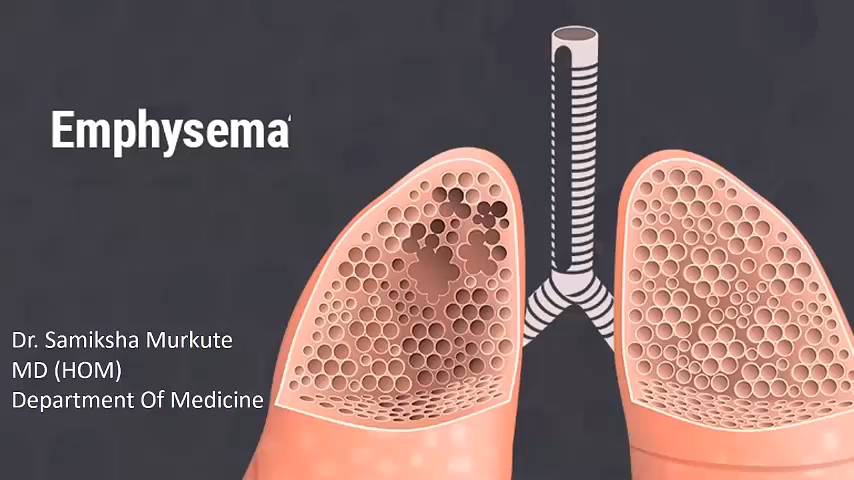 Emphysema
Dr. Samiksha Murkute
MD (HOM)
Department Of Medicine